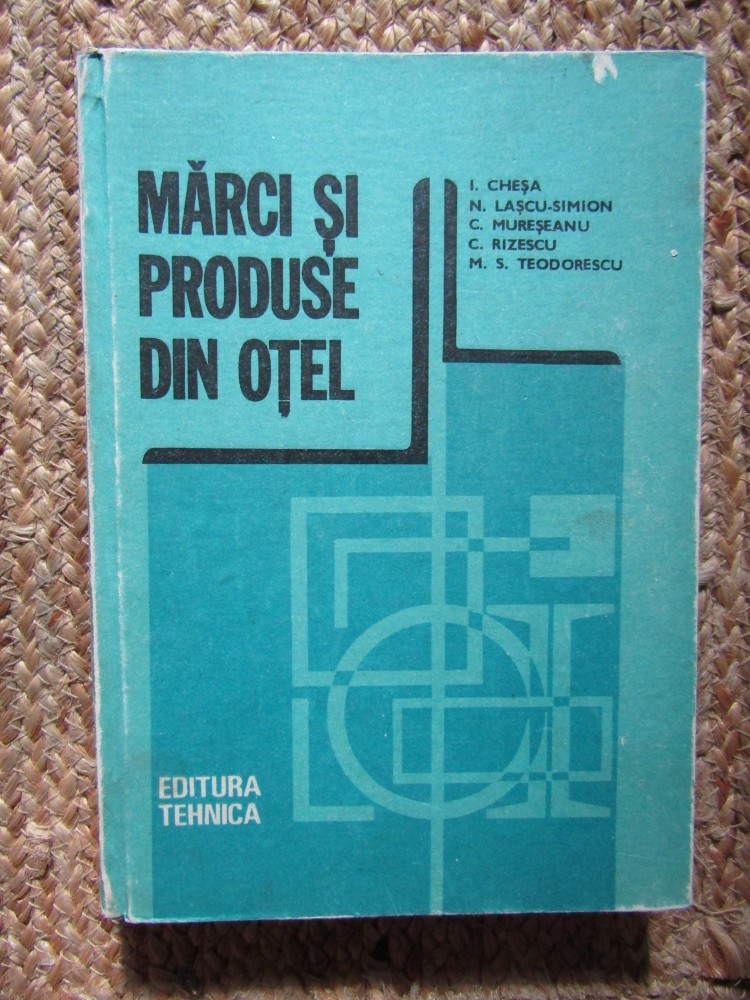 MĂRCI ȘI
PRODUSE
DIN OȚEL
I. CHEȘA
N. LAȘCU-SIMION
C. MUREȘEANU
C. RIZESCU
M. S. TEODORESCU
EDITURA
TEHNICA